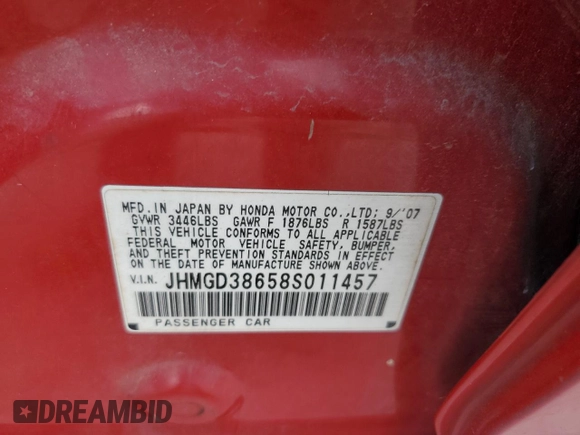 MFD. IN JAPAN BY HONDA MOTOR CO., LTD: 9/'07
GVWR 3446LBS GAWR F 1876LBS R 1587LBS
THIS VEHICLE CONFORMS TO ALL APPLICABLE
FEDERAL MOTOR VEHICLE SAFETY, BUMPER,
AND THEFT PREVENTION STANDARDS IN EFFECT
ON THE DATE OF MANUFACTURE SHOWN ABOVE.
V.I.N. JHMGD38658S011457
PASSENGER CAR
DREAMBID